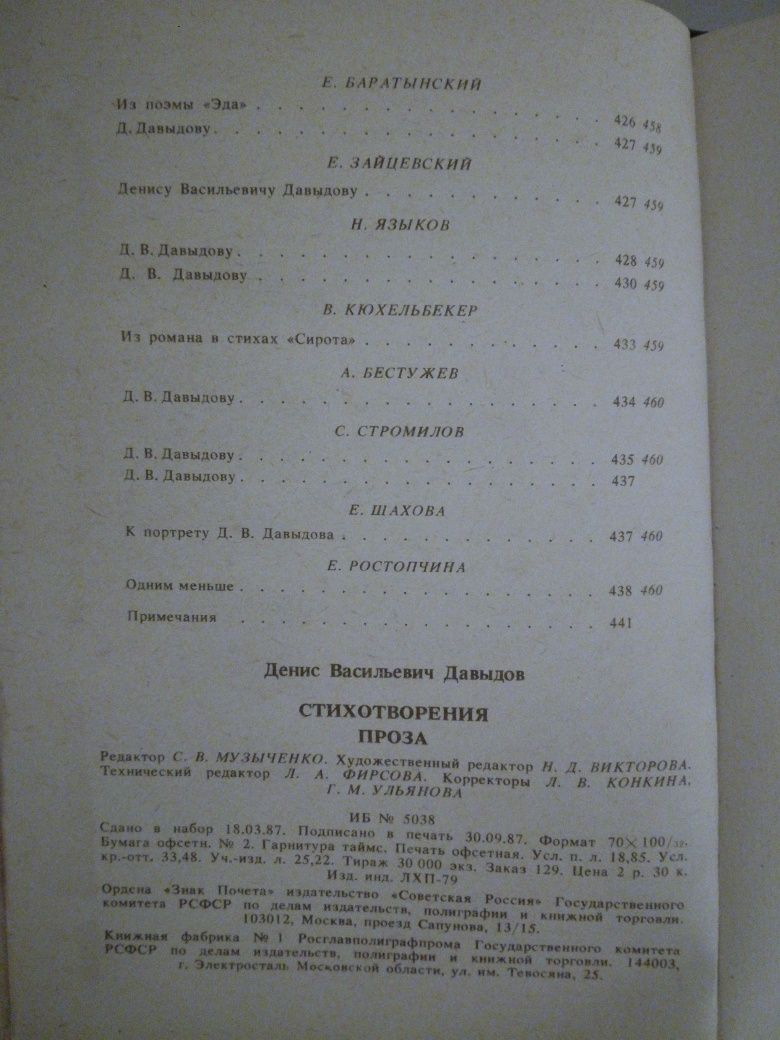 Е. БАРАТЫНСКИЙ
Из поэмы «Эда» . . . . . . . . . . . . . . . . 426 458
Д. Давыдову . . . . . . . . . . . . . . . . . . 427 459
Е. ЗАЙЦЕВСКИЙ
Денису Васильевичу Давыдову . . . . . . . . . . . 427 459
Н. ЯЗЫКОВ
Д. В. Давыдову . . . . . . . . . . . . . . . . . 428 459
Д. В. Давыдову . . . . . . . . . . . . . . . . 430 459
В. КЮХЕЛЬБЕКЕР
Из романа в стихах «Сирота» . . . . . . . . . . . 433 459
А. БЕСТУЖЕВ
Д. В. Давыдову . . . . . . . . . . . . . . . . . 434 460
С. СТРОМИЛОВ
Д. В. Давыдову . . . . . . . . . . . . . . . . . 435 460
Д. В. Давыдову . . . . . . . . . . . . . . . . . 437
Е. ШАХОВА
К портрету Д. В. Давыдова . . . . . . . . . . . . 437 460
Е. РОСТОПЧИНА
Одним меньше . . . . . . . . . . . . . . . . . 438 460
Примечания . . . . . . . . . . . . . . . . . 441
Денис Васильевич Давыдов
СТИХОТВОРЕНИЯ
ПРОЗА
Редактор С. В. МУЗЫЧЕНКО. Художественный редактор Н. Д. ВИКТОРОВА.
Технический редактор Л. А. ФИРСОВА. Корректоры Л. В. КОНКИНА,
Г. М. УЛЬЯНОВА
ИБ № 5038
Сдано в набор 18.03.87. Подписано в печать 30.09.87. Формат 70×100/32.
Бумага офсетн. № 2. Гарнитура таймс. Печать офсетная. Усл. п. л. 18,85. Усл.
кр.-отт. 33,48. Уч.-изд. л. 25,22. Тираж 30 000 экз. Заказ 129. Цена 2 р. 30 к.
Изд. инд. ЛХП-79
Ордена «Знак Почета» издательство «Советская Россия» Государственного
комитета РСФСР по делам издательств, полиграфии и книжной торговли.
103012, Москва, проезд Сапунова, 13/15.
Книжная фабрика № 1 Росглавполиграфпрома Государственного комитета
РСФСР по делам издательств, полиграфии и книжной торговли. 144003,
г. Электросталь Московской области, ул. им. Тевосяна, 25.